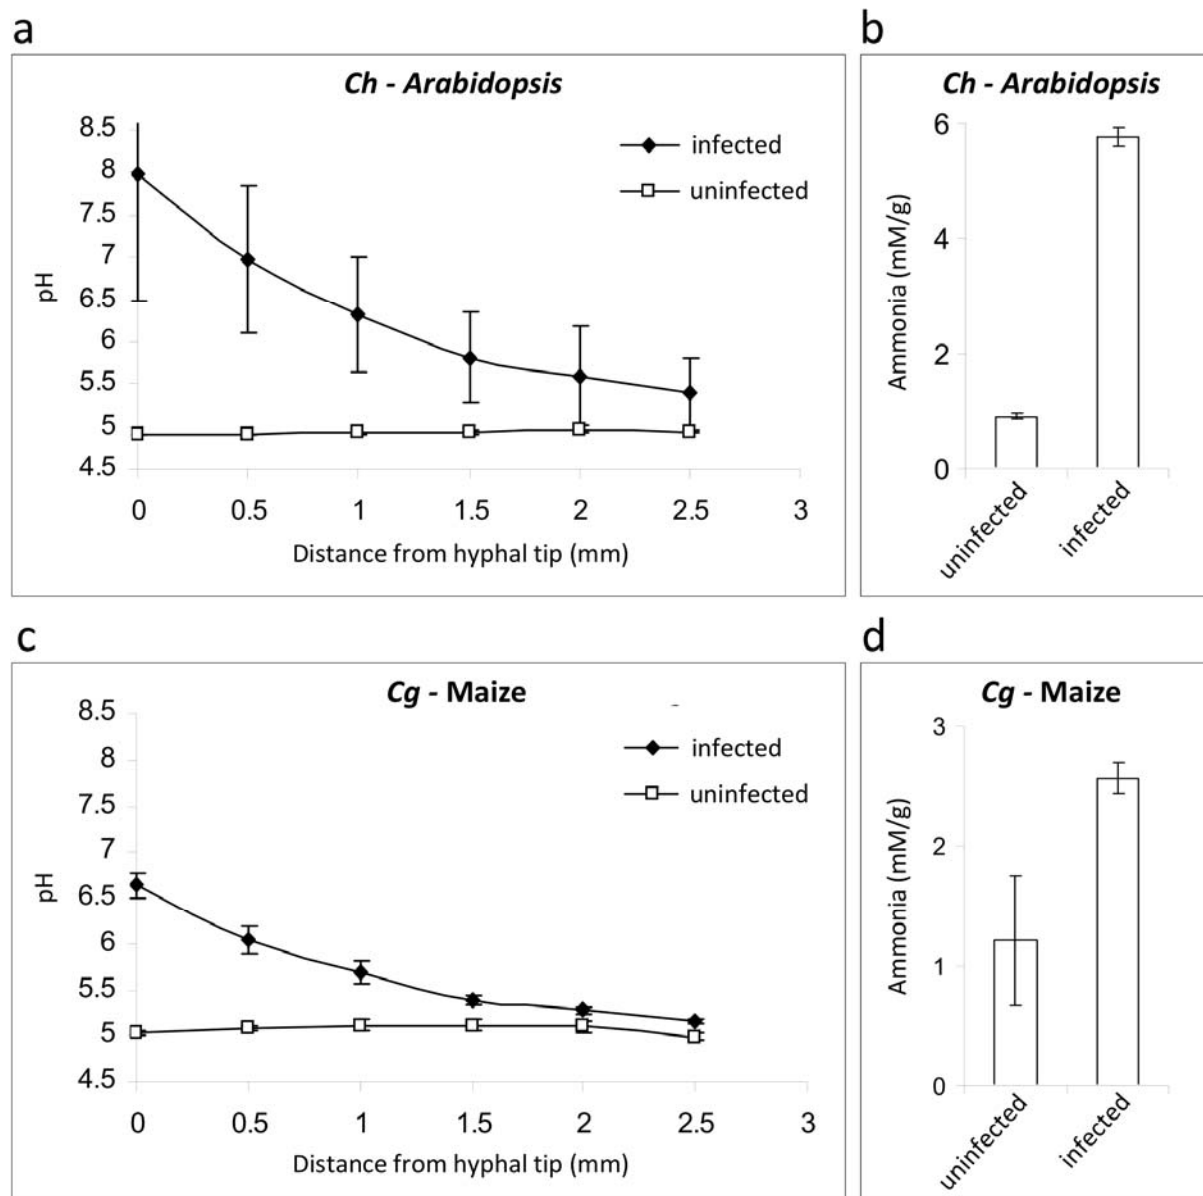 a
Ch - Arabidopsis
8.5
8
7.5
7
6.5
6
5.5
5
4.5
pH
infected
uninfected
0 0.5 1 1.5 2 2.5 3
Distance from hyphal tip (mm)
b
Ch - Arabidopsis
6
4
2
0
Ammonia (mM/g)
uninfected
infected
c
Cg - Maize
8.5
8
7.5
7
6.5
6
5.5
5
4.5
pH
infected
uninfected
0 0.5 1 1.5 2 2.5 3
Distance from hyphal tip (mm)
d
Cg - Maize
3
2
1
0
Ammonia (mM/g)
uninfected
infected